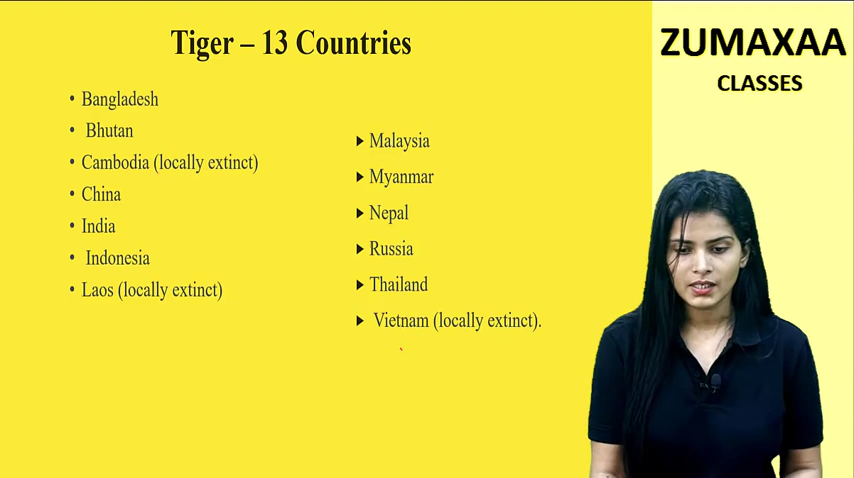 Tiger – 13 Countries
ZUMAXAA
CLASSES
• Bangladesh
• Bhutan
• Cambodia (locally extinct)
• China
• India
• Indonesia
• Laos (locally extinct)
Malaysia
Myanmar
Nepal
Russia
Thailand
Vietnam (locally extinct).